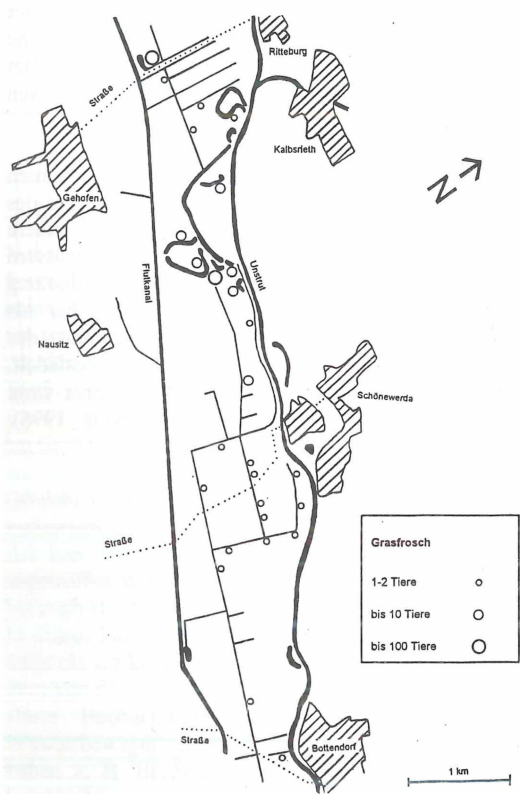 Ritteburg
Straße
Kalbsrieth
N
Gehofen
Flutkanal
Unstrut
Nausitz
Schönewerda
Straße
Grasfrosch
1-2 Tiere
bis 10 Tiere
bis 100 Tiere
Straße
Bottendorf
1 km